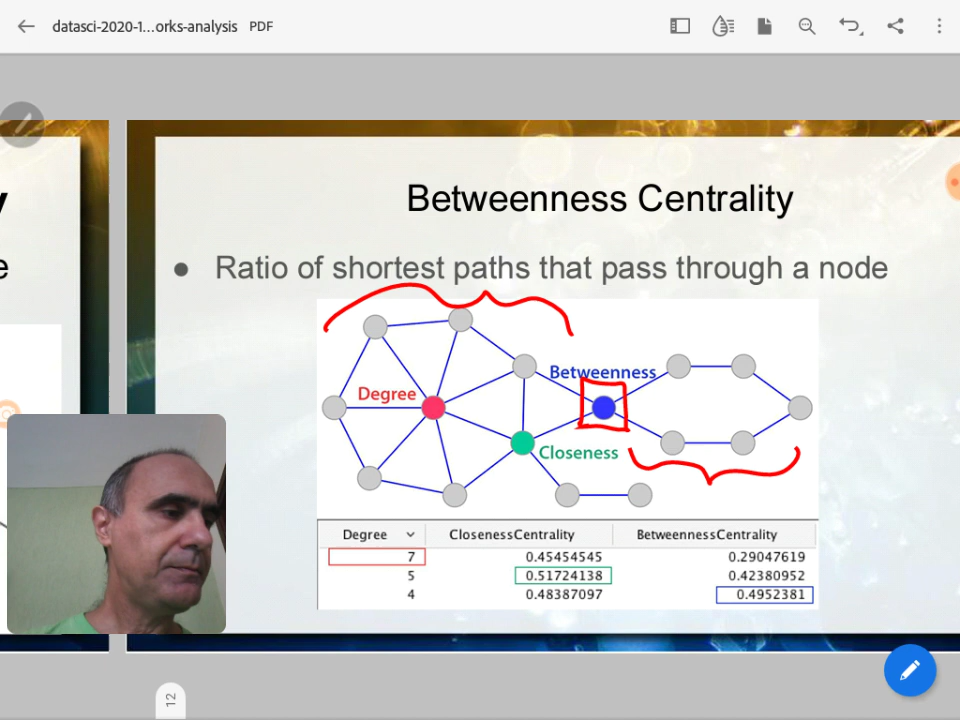 datasci-2020-1...orks-analysis PDF
y
e
Betweenness Centrality
● Ratio of shortest paths that pass through a node
Betweenness
Degree
Closeness
Degree ClosenessCentrality BetweennessCentrality
7 0.45454545 0.29047619
5 0.51724138 0.42380952
4 0.48387097 0.4952381
12